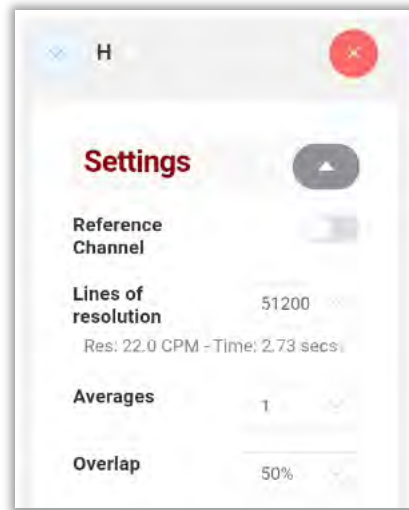 H
Settings
Reference
Channel
Lines of
resolution
51200
Res: 22.0 CPM - Time: 2.73 secs
Averages
1
Overlap
50%